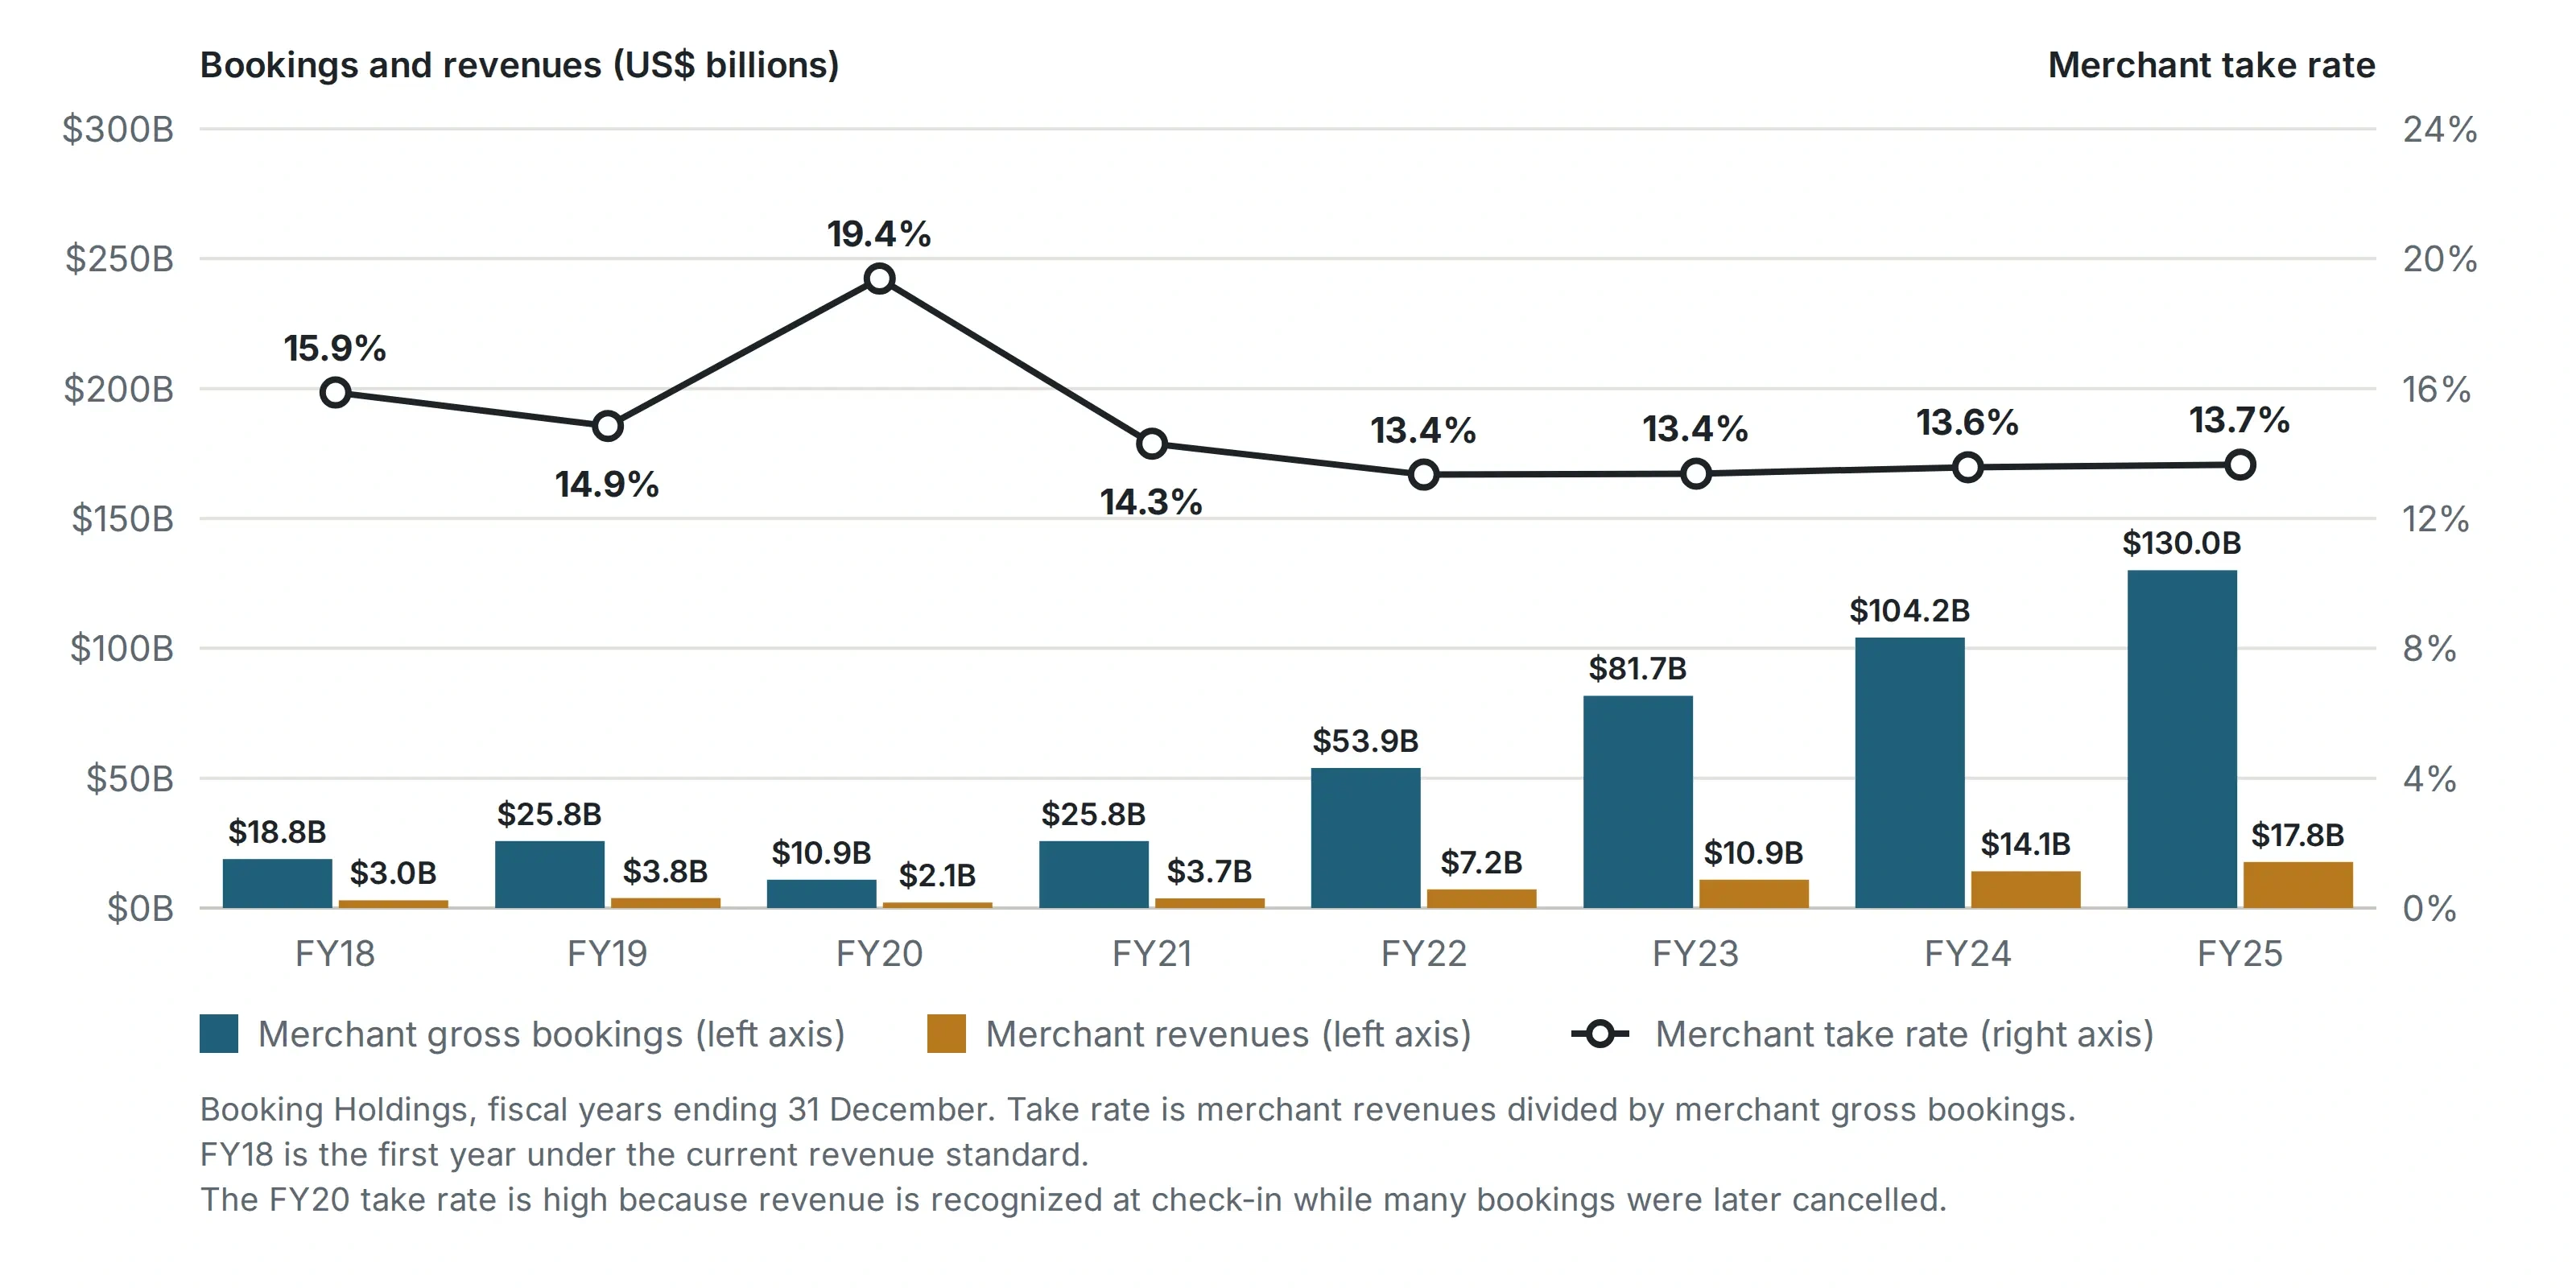 Bookings and revenues (US$ billions) Merchant take rate
$300B 24%
19.4%
$250B 20%
15.9%
$200B 16%
13.4% 13.4% 13.6% 13.7%
14.9% 14.3%
$150B 12%
$130.0B
$104.2B
$100B 8%
$81.7B
$53.9B
$50B 4%
$18.8B $3.0B $25.8B $3.8B $10.9B $2.1B $25.8B $3.7B $7.2B $10.9B $14.1B $17.8B
$0B 0%
FY18 FY19 FY20 FY21 FY22 FY23 FY24 FY25
Merchant gross bookings (left axis) Merchant revenues (left axis) Merchant take rate (right axis)
Booking Holdings, fiscal years ending 31 December. Take rate is merchant revenues divided by merchant gross bookings.
FY18 is the first year under the current revenue standard.
The FY20 take rate is high because revenue is recognized at check-in while many bookings were later cancelled.